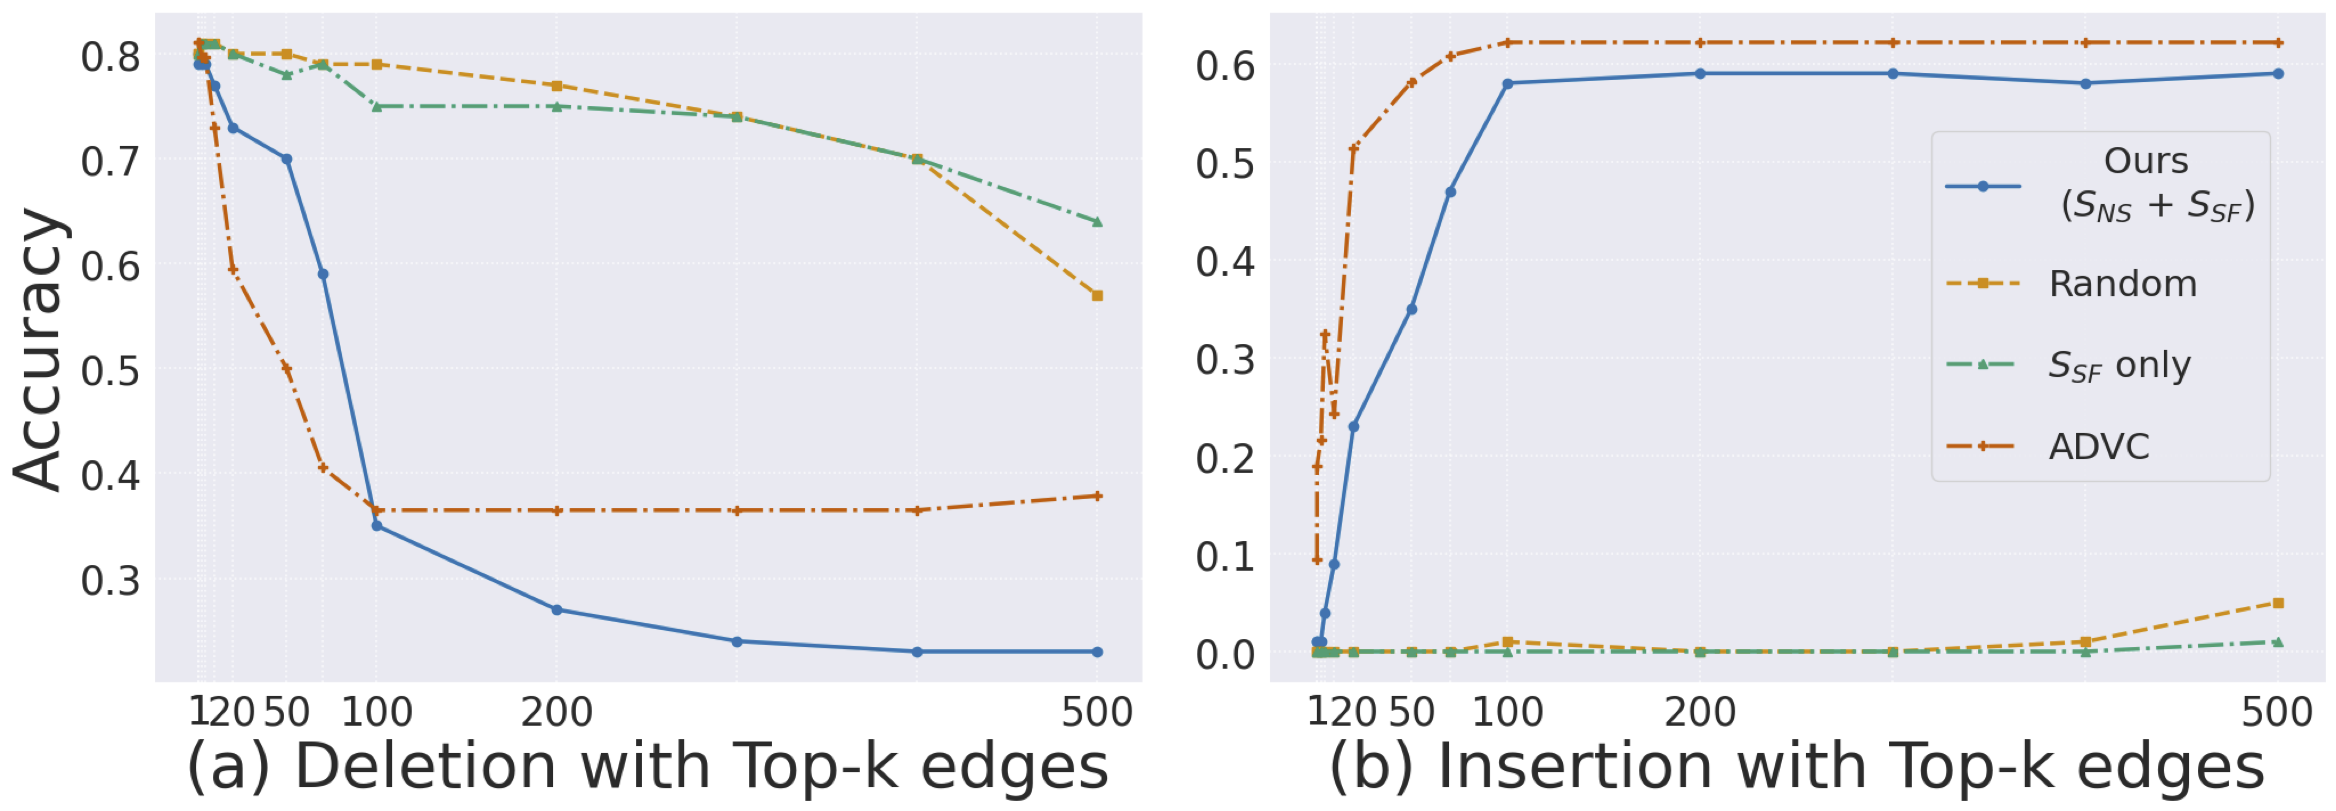 Accuracy
0.8
0.7
0.6
0.5
0.4
0.3
1 20 50 100 200 500
(a) Deletion with Top-k edges
0.6
0.5
0.4
0.3
0.2
0.1
0.0
1 20 50 100 200 500
(b) Insertion with Top-k edges
Ours
(S_NS + S_SF)
Random
S_SF only
ADVC